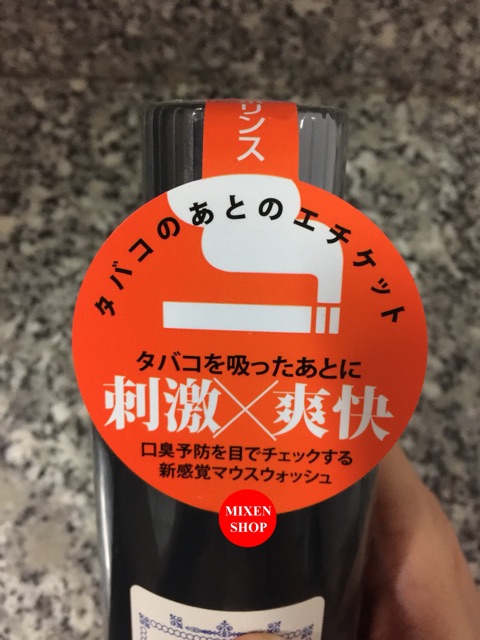 リンス
タバコのあとのエチケット
タバコを吸ったあとに
刺激×爽快
口臭予防を目でチェックする
新感覚マウスウォッシュ
MIXEN
SHOP